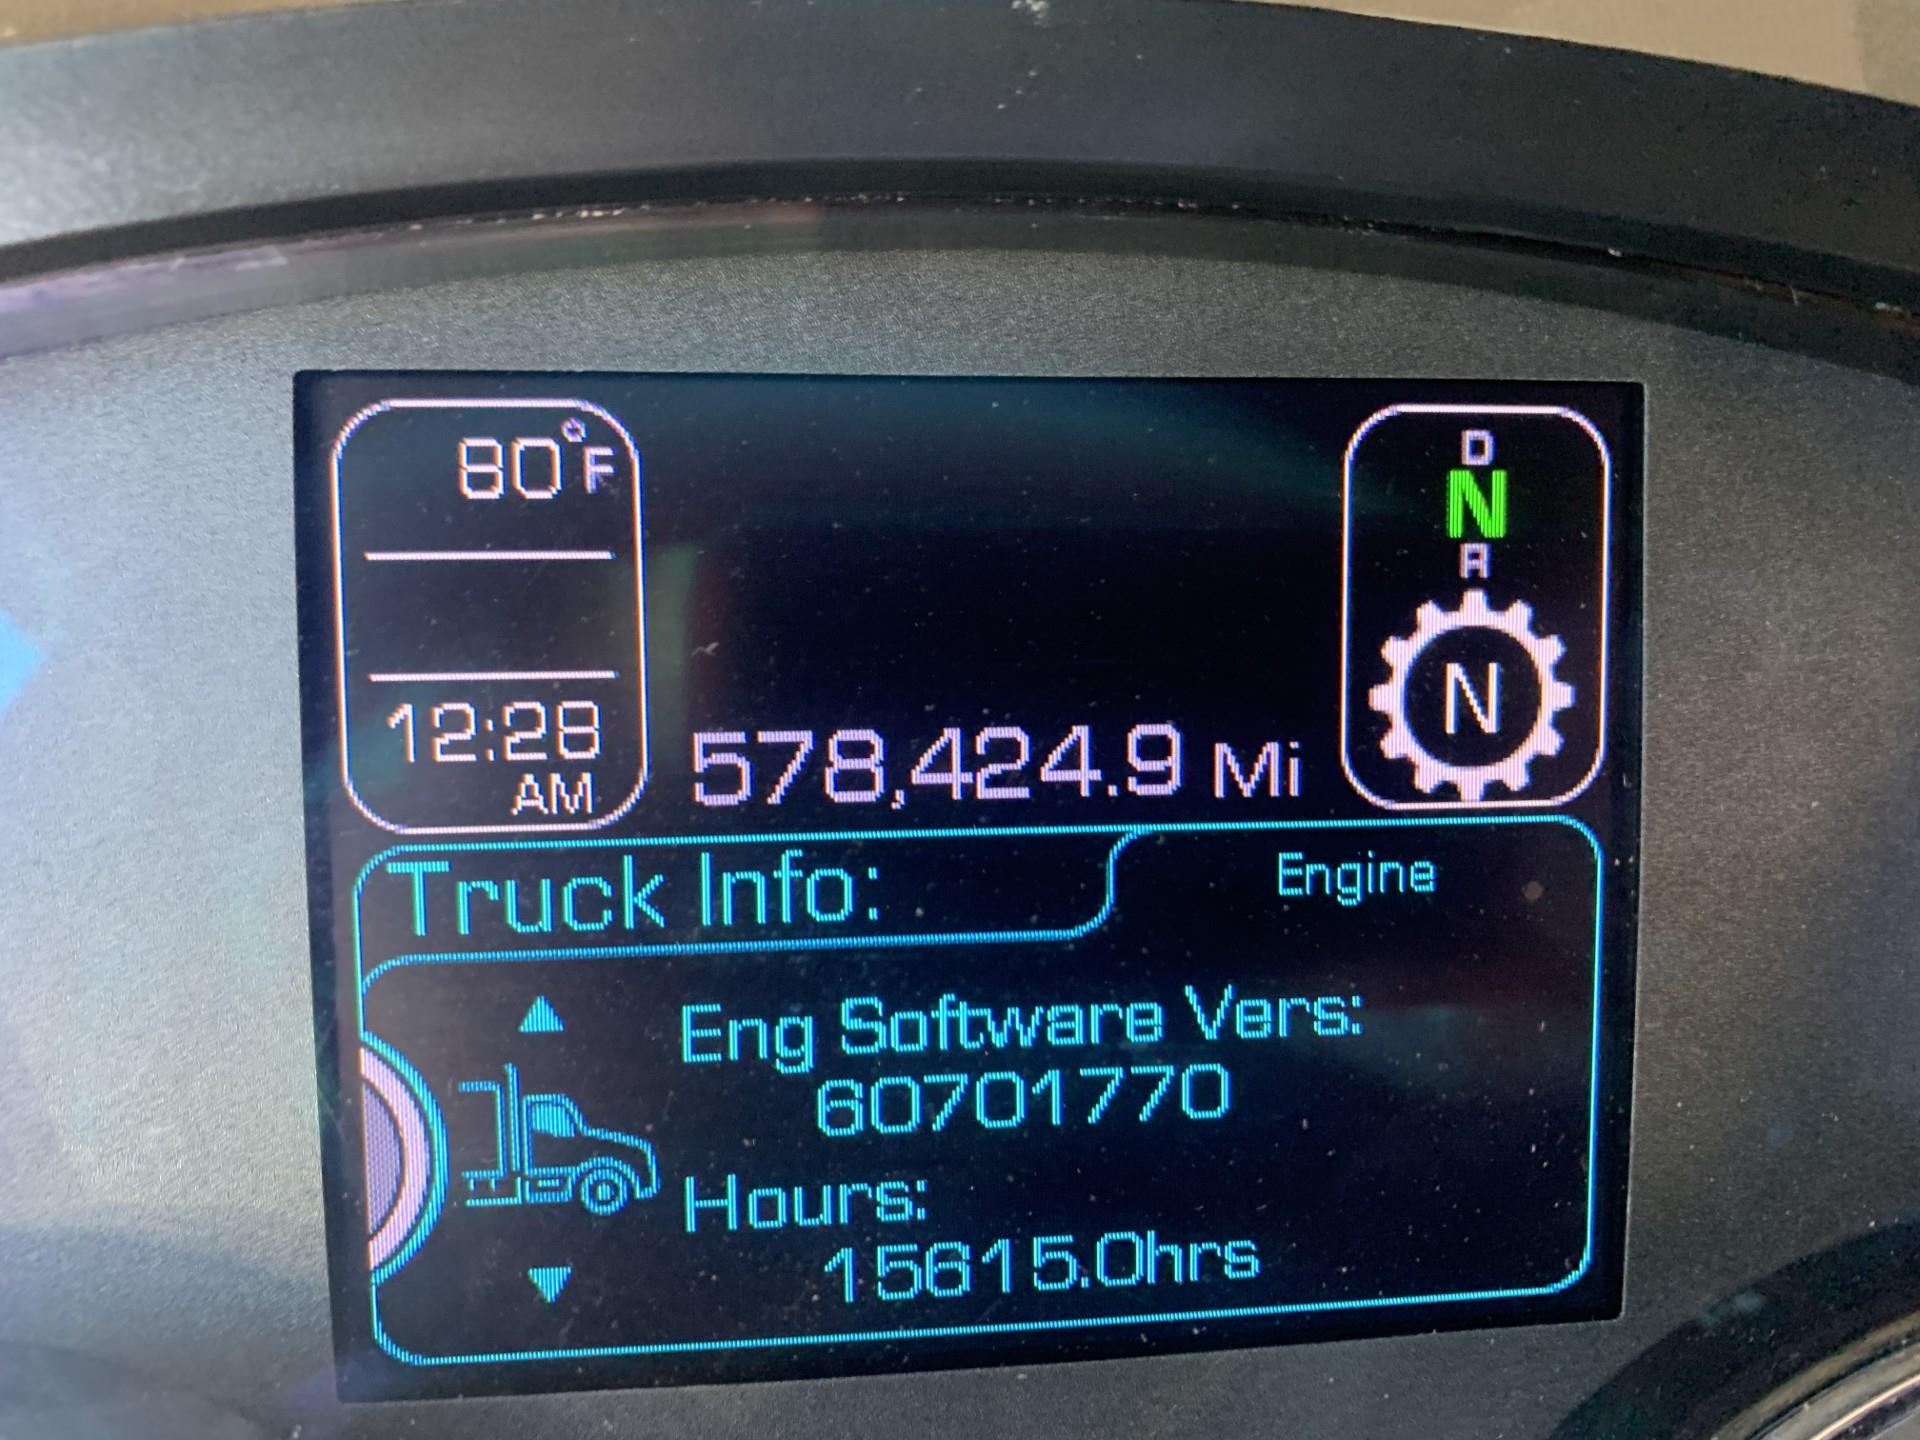 80°F
12:28
AM
578,424.9 Mi
D
N
R
N
Truck Info:
Engine
Eng Software Vers:
60701770
Hours:
15615.0hrs